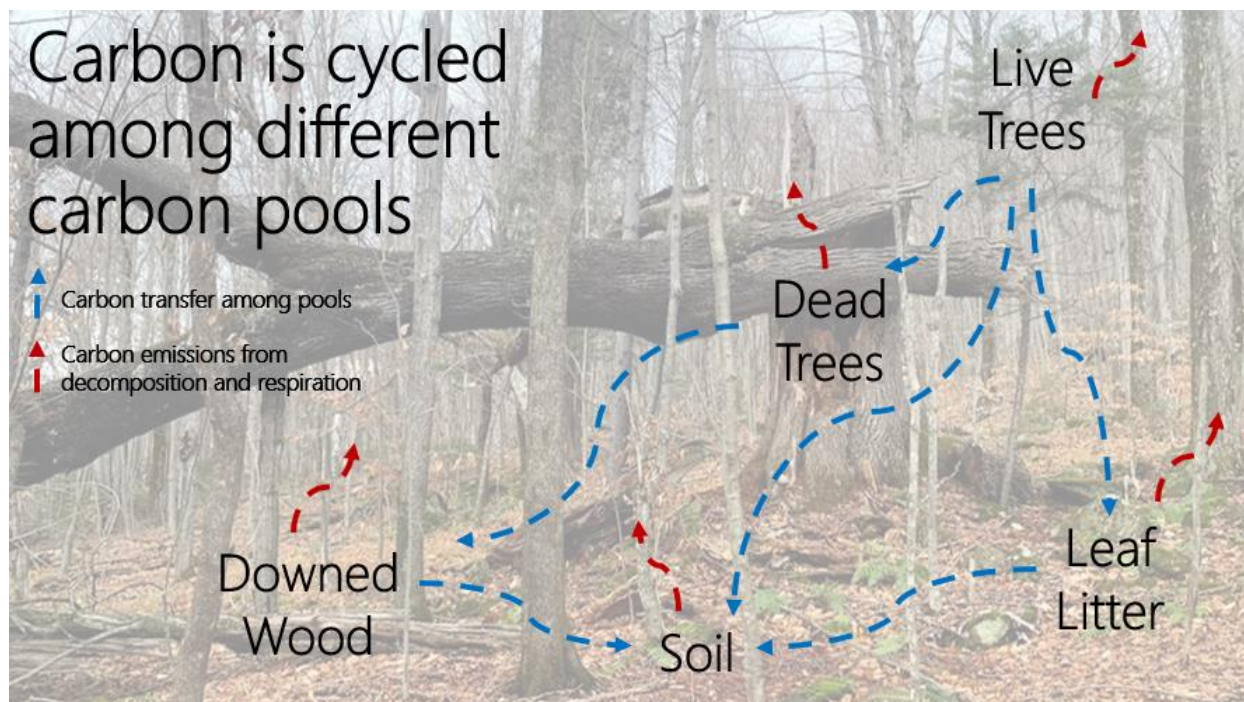 Carbon is cycled
among different
carbon pools
Carbon transfer among pools
Carbon emissions from
decomposition and respiration
Live
Trees
Dead
Trees
Downed
Wood
Soil
Leaf
Litter